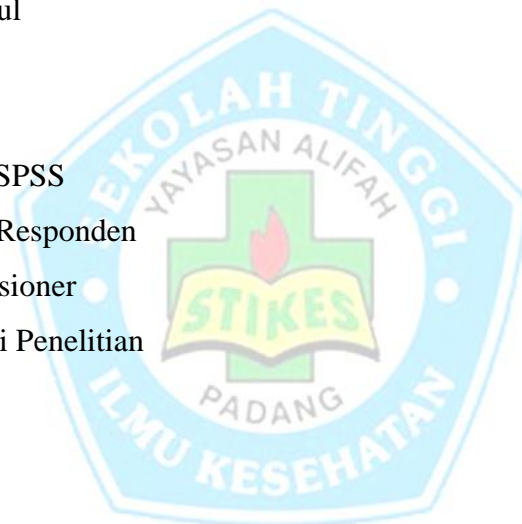 ul
SPSS
Responden
sioner
i Penelitian
SEKOLAH TINGGI
YAYASAN ALIFAH
STIKES
PADANG
ILMU KESEHATAN